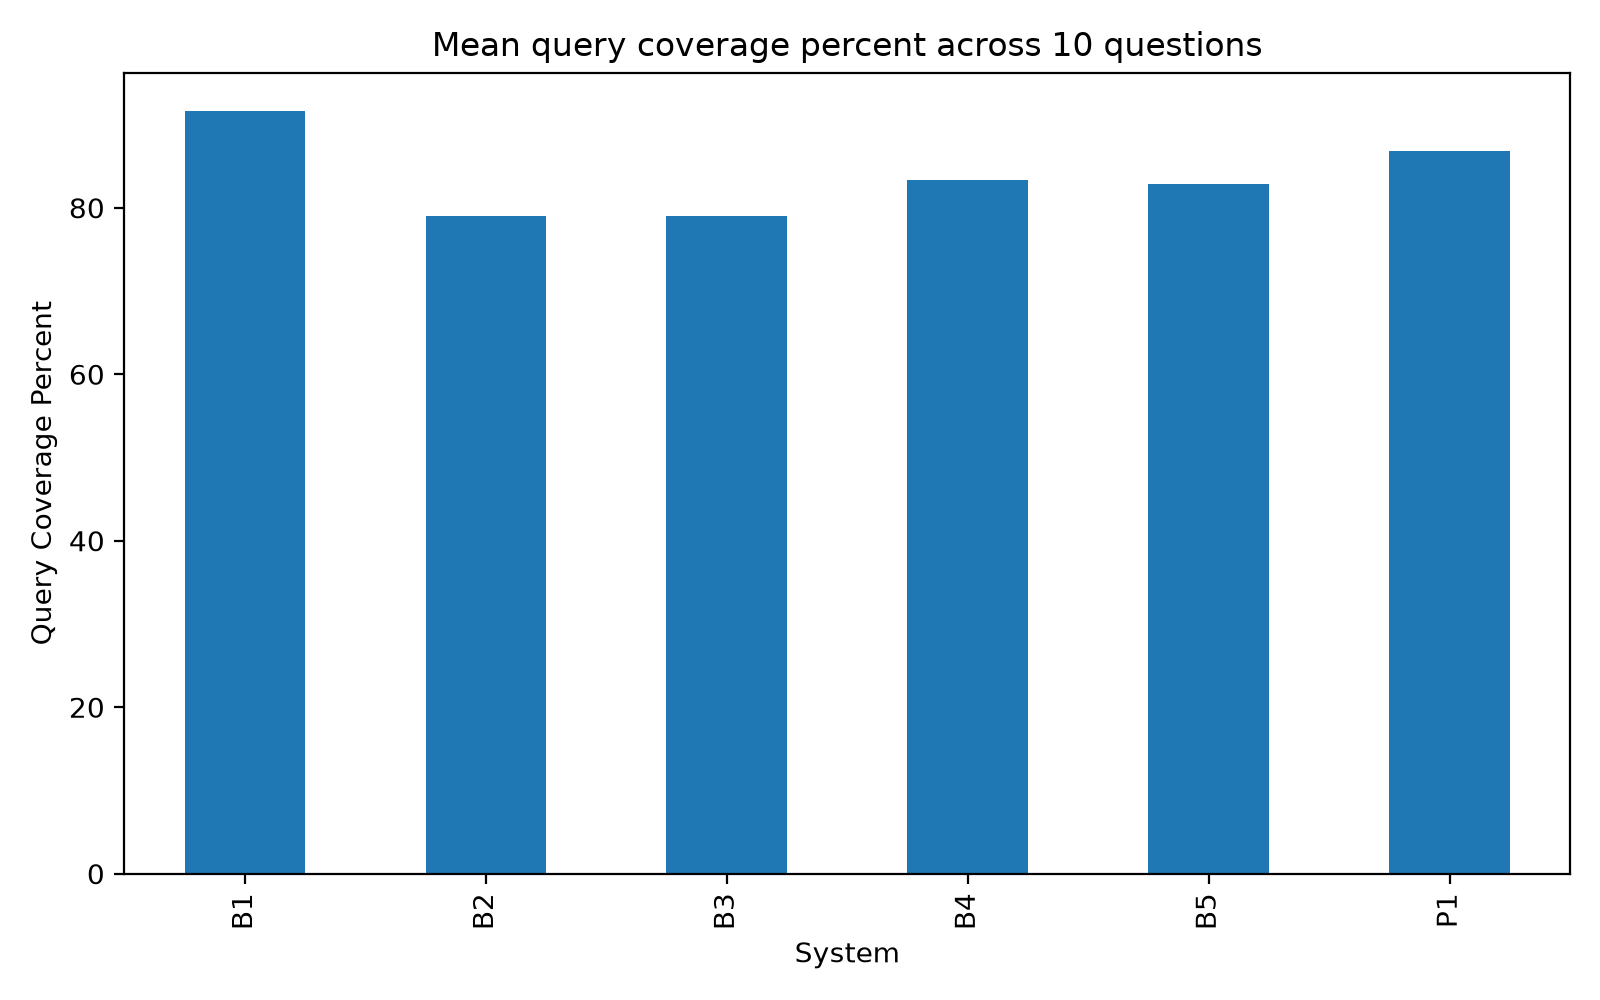 Mean query coverage percent across 10 questions
Query Coverage Percent
80
60
40
20
0
B1 B2 B3 B4 B5 P1
System